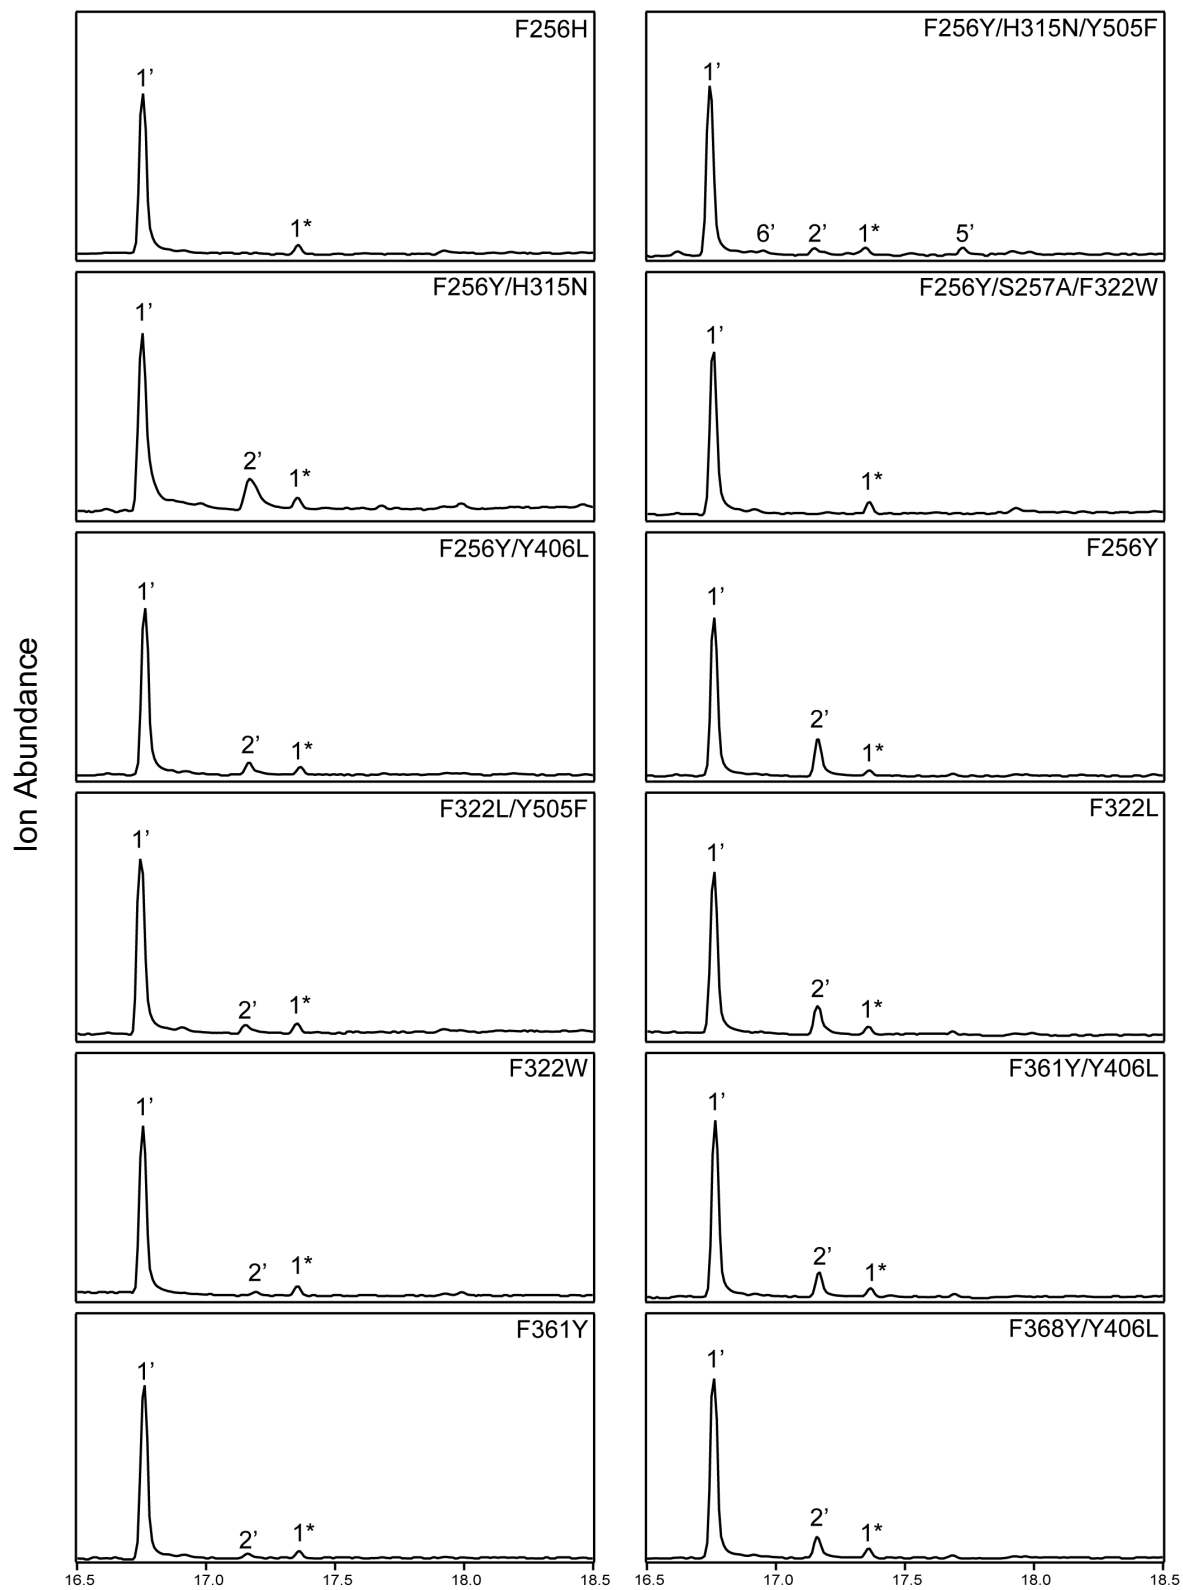 F256H
1’
1*
F256Y/H315N/Y505F
1’
6’ 2’ 1* 5’
F256Y/H315N
1’
2’
1*
F256Y/S257A/F322W
1’
1*
F256Y/Y406L
1’
2’ 1*
F256Y
1’
2’
1*
F322L/Y505F
1’
2’ 1*
F322L
1’
2’
1*
F322W
1’
2’ 1*
F361Y/Y406L
1’
2’
1*
F361Y
1’
2’ 1*
F368Y/Y406L
1’
2’
1*
Ion Abundance
16.5 17.0 17.5 18.0 18.5
16.5 17.0 17.5 18.0 18.5